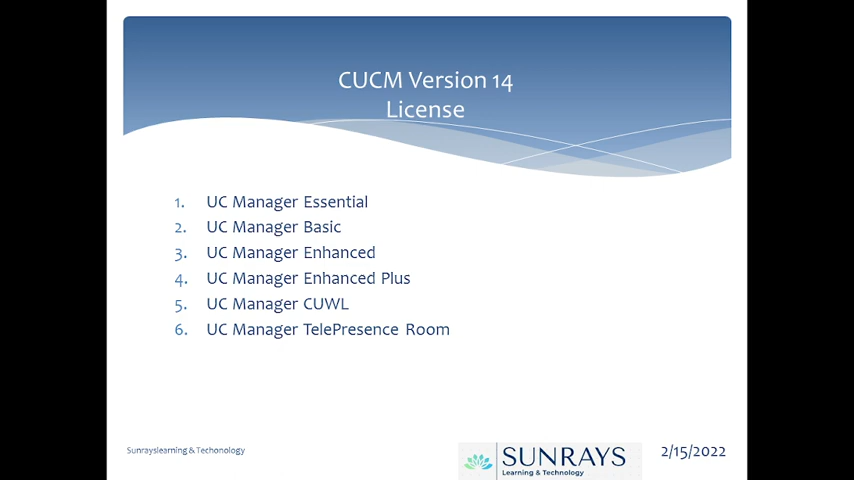 CUCM Version 14
License
1. UC Manager Essential
2. UC Manager Basic
3. UC Manager Enhanced
4. UC Manager Enhanced Plus
5. UC Manager CUWL
6. UC Manager TelePresence Room
Sunrayslearning & Techonology
SUNRAYS
Learning & Technology
2/15/2022